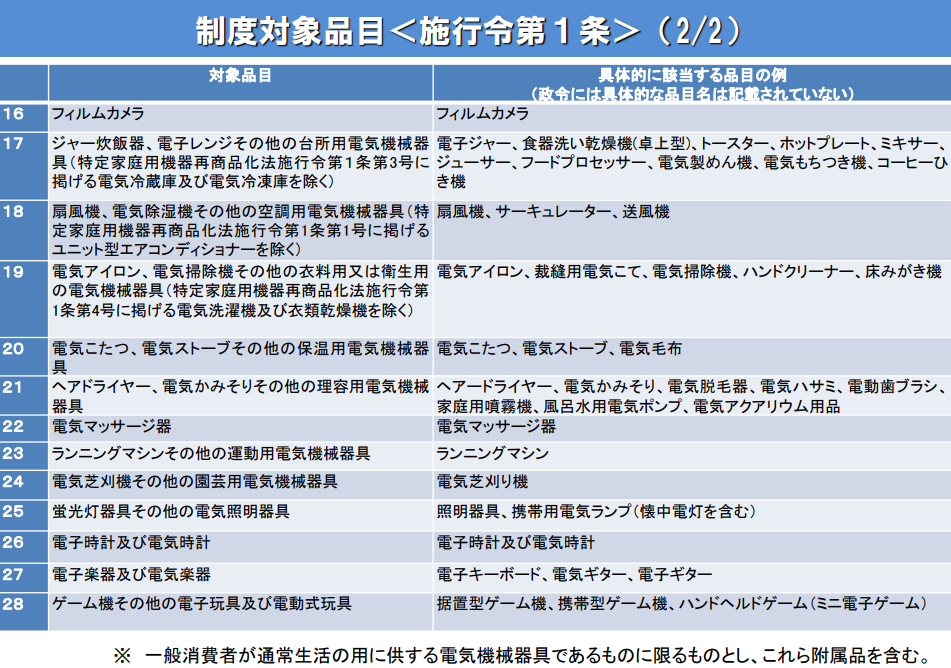 制度対象品目＜施行令第１条＞（2/2）
対象品目
具体的に該当する品目の例
（政令には具体的な品目名は記載されていない）
16
フィルムカメラ
フィルムカメラ
17
ジャー炊飯器、電子レンジその他の台所用電気機械器
具（特定家庭用機器再商品化法施行令第１条第3号に
掲げる電気冷蔵庫及び電気冷凍庫を除く）
電子ジャー、食器洗い乾燥機(卓上型)、トースター、ホットプレート、ミキサー、
ジューサー、フードプロセッサー、電気製めん機、電気もちつき機、コーヒーひ
き機
18
扇風機、電気除湿機その他の空調用電気機械器具（特
定家庭用機器再商品化法施行令第1条第1号に掲げる
ユニット型エアコンディショナーを除く）
扇風機、サーキュレーター、送風機
19
電気アイロン、電気掃除機その他の衣料用又は衛生用
の電気機械器具（特定家庭用機器再商品化法施行令第
1条第4号に掲げる電気洗濯機及び衣類乾燥機を除く）
電気アイロン、裁縫用電気こて、電気掃除機、ハンドクリーナー、床みがき機
20
電気こたつ、電気ストーブその他の保温用電気機械器
具
電気こたつ、電気ストーブ、電気毛布
21
ヘアドライヤー、電気かみそりその他の理容用電気機械
器具
ヘアードライヤー、電気かみそり、電気脱毛器、電気ハサミ、電動歯ブラシ、
家庭用噴霧機、風呂水用電気ポンプ、電気アクアリウム用品
22
電気マッサージ器
電気マッサージ器
23
ランニングマシンその他の運動用電気機械器具
ランニングマシン
24
電気芝刈機その他の園芸用電気機械器具
電気芝刈り機
25
蛍光灯器具その他の電気照明器具
照明器具、携帯用電気ランプ（懐中電灯を含む）
26
電子時計及び電気時計
電子時計及び電気時計
27
電子楽器及び電気楽器
電子キーボード、電気ギター、電子ギター
28
ゲーム機その他の電子玩具及び電動式玩具
据置型ゲーム機、携帯型ゲーム機、ハンドヘルドゲーム（ミニ電子ゲーム）
※　一般消費者が通常生活の用に供する電気機械器具であるものに限るものとし、これら附属品を含む。